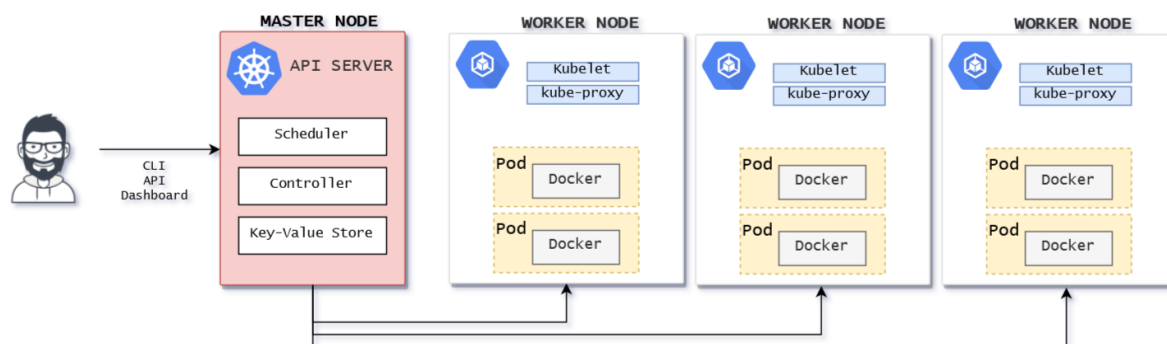 MASTER NODE
API SERVER
Scheduler
Controller
Key-Value Store
CLI
API
Dashboard
WORKER NODE
Kubelet
kube-proxy
Pod
Docker
Pod
Docker
WORKER NODE
Kubelet
kube-proxy
Pod
Docker
Pod
Docker
WORKER NODE
Kubelet
kube-proxy
Pod
Docker
Pod
Docker